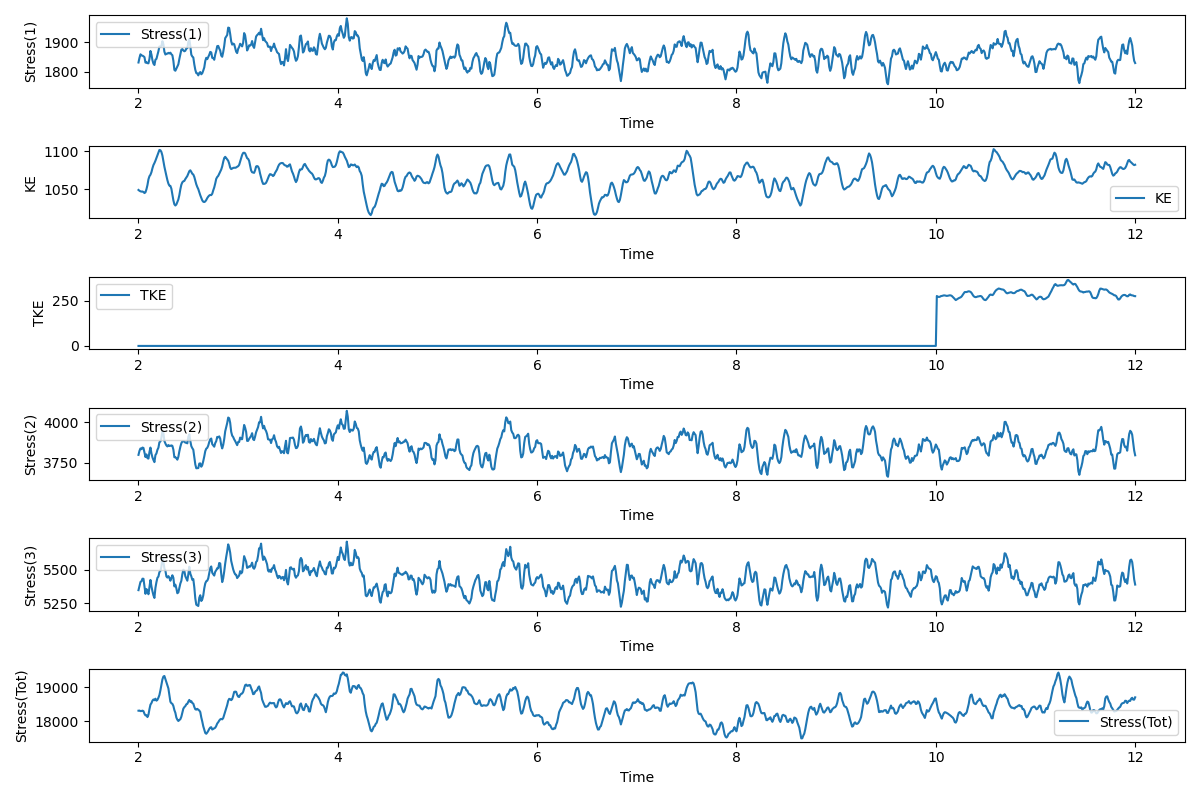 Stress(1)
1900
1800
Stress(1)
2 4 6 8 10 12
Time
KE
1100
1050
KE
2 4 6 8 10 12
Time
TKE
250
0
TKE
2 4 6 8 10 12
Time
Stress(2)
4000
3750
Stress(2)
2 4 6 8 10 12
Time
Stress(3)
5500
5250
Stress(3)
2 4 6 8 10 12
Time
Stress(Tot)
19000
18000
Stress(Tot)
2 4 6 8 10 12
Time